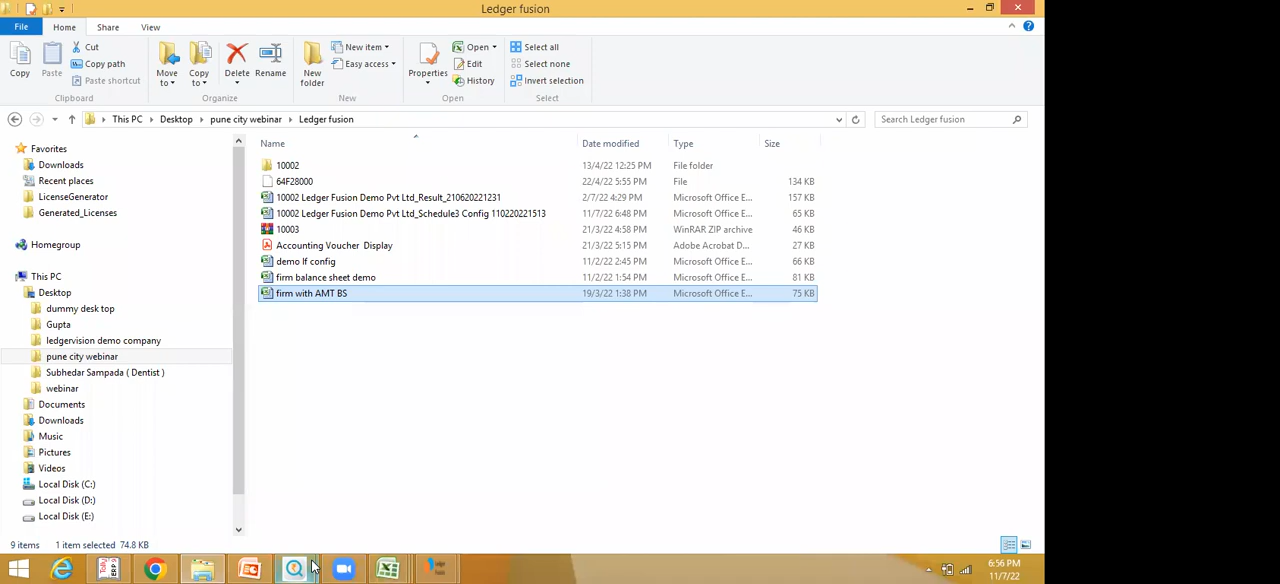 Ledger fusion
File Home Share View
Copy
Paste
Cut
Copy path
Paste shortcut
Clipboard
Move to
Copy to
Delete
Rename
Organize
New folder
New item
Easy access
New
Properties
Open
Edit
History
Open
Select all
Select none
Invert selection
Select
This PC Desktop pune city webinar Ledger fusion
Search Ledger fusion
Favorites
Downloads
Recent places
LicenseGenerator
Generated_Licenses
Homegroup
This PC
Desktop
dummy desk top
Gupta
ledgervision demo company
pune city webinar
Subhedar Sampada ( Dentist )
webinar
Documents
Downloads
Music
Pictures
Videos
Local Disk (C:)
Local Disk (D:)
Local Disk (E:)
Name Date modified Type Size
10002 13/4/22 12:25 PM File folder
64F28000 22/4/22 5:55 PM File 134 KB
10002 Ledger Fusion Demo Pvt Ltd_Result_210620221231 2/7/22 4:29 PM Microsoft Office E... 157 KB
10002 Ledger Fusion Demo Pvt Ltd_Schedule3 Config 110220221513 11/7/22 6:48 PM Microsoft Office E... 65 KB
10003 21/3/22 4:58 PM WinRAR ZIP archive 46 KB
Accounting Voucher Display 21/3/22 5:15 PM Adobe Acrobat D... 27 KB
demo lf config 11/2/22 2:45 PM Microsoft Office E... 66 KB
firm balance sheet demo 11/2/22 1:54 PM Microsoft Office E... 81 KB
firm with AMT BS 19/3/22 1:38 PM Microsoft Office E... 75 KB
9 items 1 item selected 74.8 KB
6:56 PM
11/7/22